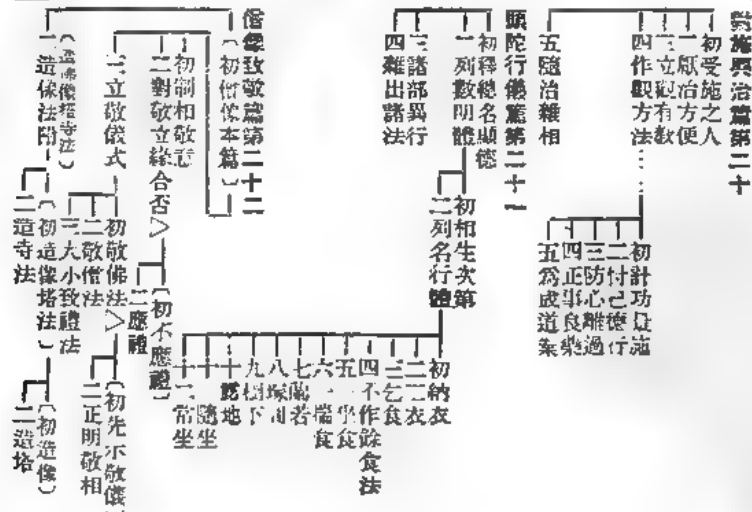 對施興治篇第二十
初受施之人
二厭治方便
三立觀有數
四作觀方法
初計功量施
二忖己德行
三防心離過
四正事良藥
五為成道業
五隨治雜相
頭陀行儀篇第二十一
初釋總名顯德
二列數明體
初相生次第
二列名行體
初納衣
二三衣
三乞食
四不作餘食法
五一坐食
六一揣食
七蘭若
八塚間
九樹下
十露地
十一隨坐
十二常坐
三諸部異行
四雜出諸法
僧像致敬篇第二十二
(初僧像本篇)
初制相敬意
二對敬立緣合否
(初不應禮)
二應禮
三立敬儀式
初敬佛法
(初先示敬儀
二正明敬相
二敬僧法
三大小致禮法
(造佛像塔寺法)
二造像法附
(初造像塔法)
(初造像)
二造塔
二造寺法